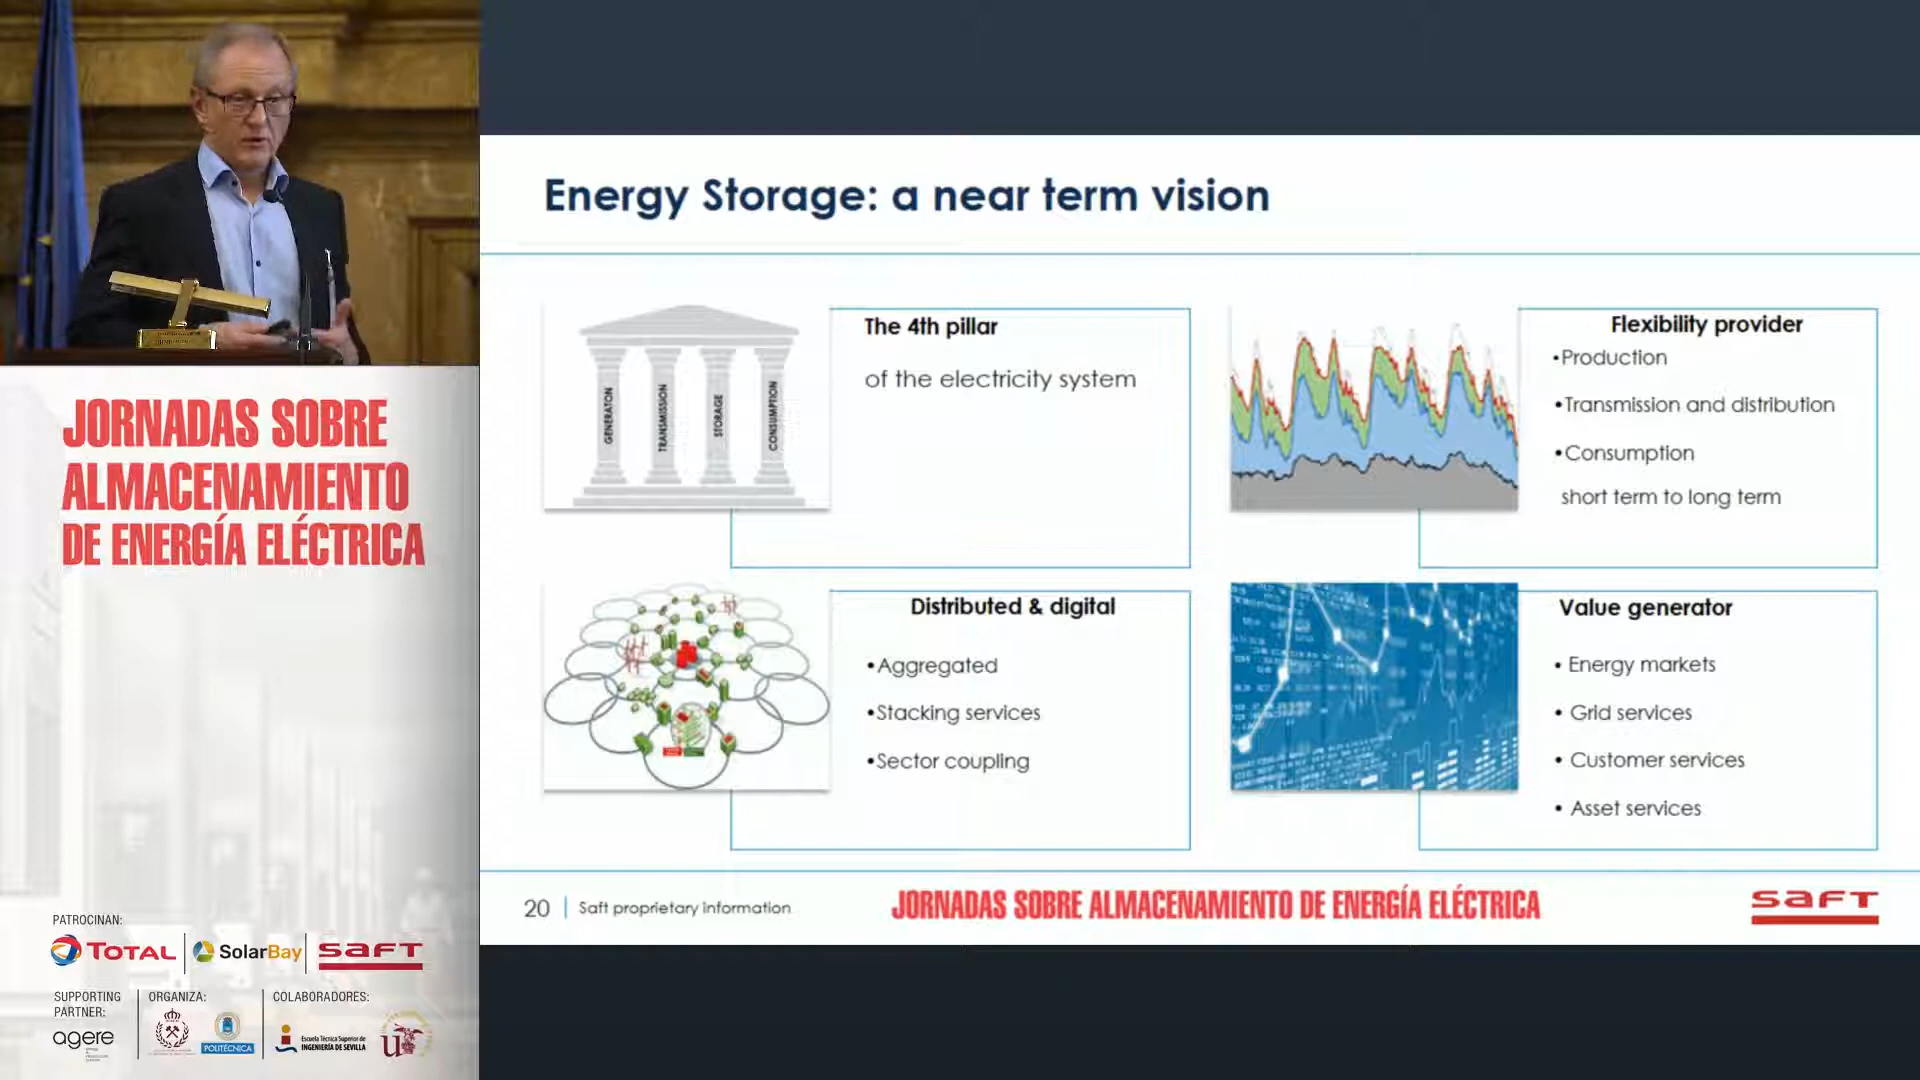 JORNADAS SOBRE
ALMACENAMIENTO
DE ENERGÍA ELÉCTRICA
PATROCINAN:
TOTAL
SolarBay
SAFT
SUPPORTING
PARTNER:
agere
ORGANIZA:
POLITÉCNICA
COLABORADORES:
Escuela Técnica Superior de
INGENIERÍA DE SEVILLA
Energy Storage: a near term vision
GENERATON
TRANSMISSION
STORAGE
CONSUMPTION
The 4th pillar
of the electricity system
Flexibility provider
•Production
•Transmission and distribution
•Consumption
short term to long term
Distributed & digital
•Aggregated
•Stacking services
•Sector coupling
Value generator
• Energy markets
• Grid services
• Customer services
• Asset services
20
Saft proprietary information
JORNADAS SOBRE ALMACENAMIENTO DE ENERGÍA ELÉCTRICA
SAFT